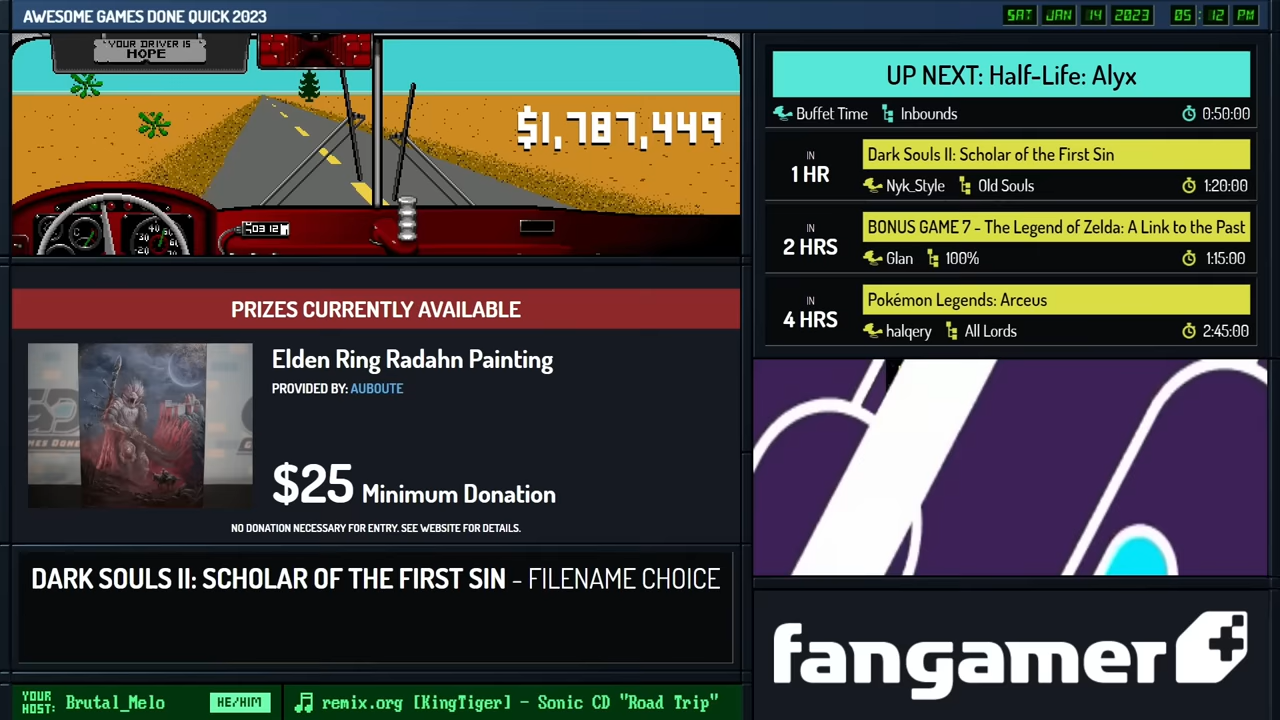 AWESOME GAMES DONE QUICK 2023
SAT JAN 14 2023 05:12 PM
YOUR DRIVER IS
HOPE
$1,787,449
UP NEXT: Half-Life: Alyx
Buffet Time Inbounds 0:50:00
IN
1 HR
Dark Souls II: Scholar of the First Sin
Nyk_Style Old Souls 1:20:00
IN
2 HRS
BONUS GAME 7 - The Legend of Zelda: A Link to the Past
Glan 100% 1:15:00
IN
4 HRS
Pokémon Legends: Arceus
halqery All Lords 2:45:00
PRIZES CURRENTLY AVAILABLE
Elden Ring Radahn Painting
PROVIDED BY: AUBOUTE
$25 Minimum Donation
NO DONATION NECESSARY FOR ENTRY. SEE WEBSITE FOR DETAILS.
DARK SOULS II: SCHOLAR OF THE FIRST SIN - FILENAME CHOICE
fangamer
YOUR
HOST: Brutal_Melo HE/HIM
remix.org [KingTiger] - Sonic CD "Road Trip"